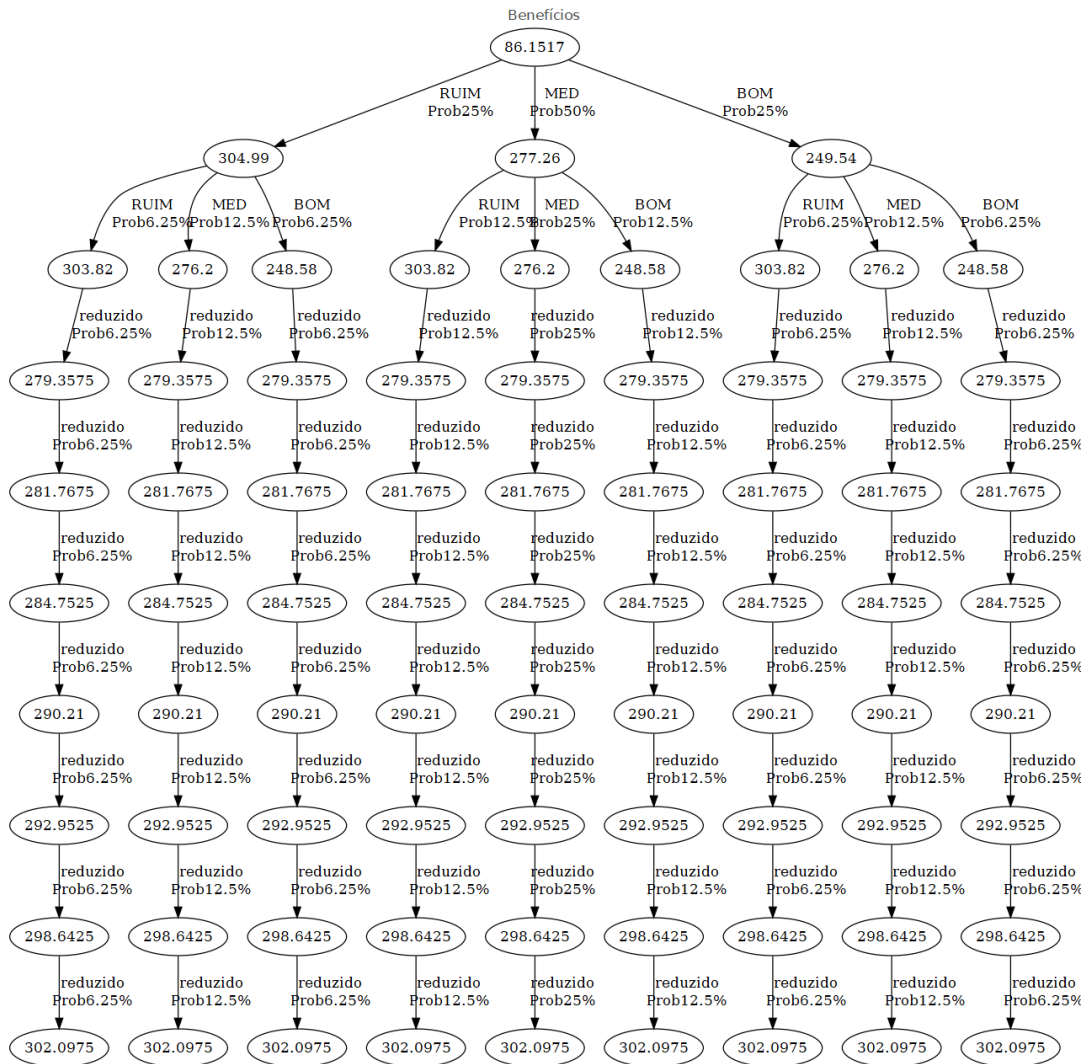 Benefícios
86.1517
RUIM MED BOM
Prob25% Prob50% Prob25%
304.99 277.26 249.54
RUIM MED BOM RUIM MED BOM RUIM MED BOM
Prob6.25% Prob12.5% Prob6.25% Prob12.5% Prob25% Prob12.5% Prob6.25% Prob12.5% Prob6.25%
303.82 276.2 248.58 303.82 276.2 248.58 303.82 276.2 248.58
reduzido reduzido reduzido reduzido reduzido reduzido reduzido reduzido reduzido
Prob6.25% Prob12.5% Prob6.25% Prob12.5% Prob25% Prob12.5% Prob6.25% Prob12.5% Prob6.25%
279.3575 279.3575 279.3575 279.3575 279.3575 279.3575 279.3575 279.3575 279.3575
reduzido reduzido reduzido reduzido reduzido reduzido reduzido reduzido reduzido
Prob6.25% Prob12.5% Prob6.25% Prob12.5% Prob25% Prob12.5% Prob6.25% Prob12.5% Prob6.25%
281.7675 281.7675 281.7675 281.7675 281.7675 281.7675 281.7675 281.7675 281.7675
reduzido reduzido reduzido reduzido reduzido reduzido reduzido reduzido reduzido
Prob6.25% Prob12.5% Prob6.25% Prob12.5% Prob25% Prob12.5% Prob6.25% Prob12.5% Prob6.25%
284.7525 284.7525 284.7525 284.7525 284.7525 284.7525 284.7525 284.7525 284.7525
reduzido reduzido reduzido reduzido reduzido reduzido reduzido reduzido reduzido
Prob6.25% Prob12.5% Prob6.25% Prob12.5% Prob25% Prob12.5% Prob6.25% Prob12.5% Prob6.25%
290.21 290.21 290.21 290.21 290.21 290.21 290.21 290.21 290.21
reduzido reduzido reduzido reduzido reduzido reduzido reduzido reduzido reduzido
Prob6.25% Prob12.5% Prob6.25% Prob12.5% Prob25% Prob12.5% Prob6.25% Prob12.5% Prob6.25%
292.9525 292.9525 292.9525 292.9525 292.9525 292.9525 292.9525 292.9525 292.9525
reduzido reduzido reduzido reduzido reduzido reduzido reduzido reduzido reduzido
Prob6.25% Prob12.5% Prob6.25% Prob12.5% Prob25% Prob12.5% Prob6.25% Prob12.5% Prob6.25%
298.6425 298.6425 298.6425 298.6425 298.6425 298.6425 298.6425 298.6425 298.6425
reduzido reduzido reduzido reduzido reduzido reduzido reduzido reduzido reduzido
Prob6.25% Prob12.5% Prob6.25% Prob12.5% Prob25% Prob12.5% Prob6.25% Prob12.5% Prob6.25%
302.0975 302.0975 302.0975 302.0975 302.0975 302.0975 302.0975 302.0975 302.0975